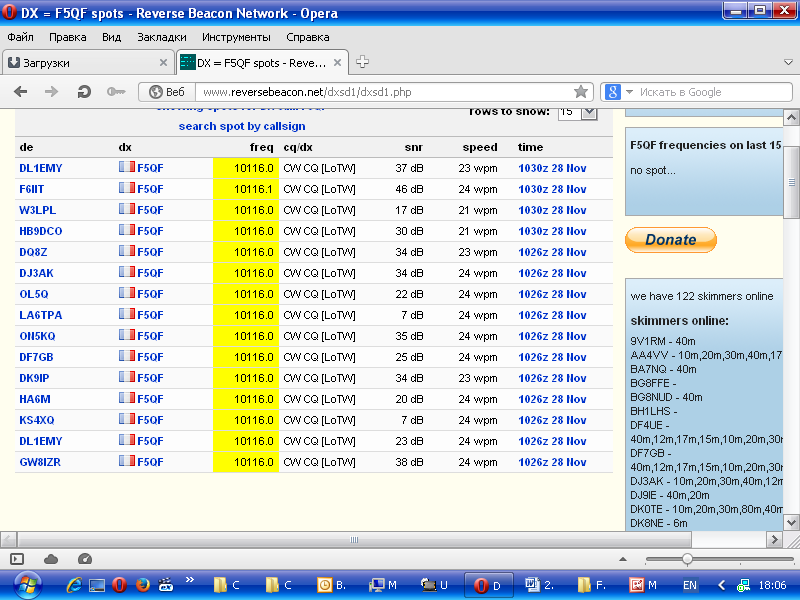 DX = F5QF spots - Reverse Beacon Network - Opera
Файл Правка Вид Закладки Инструменты Справка
Загрузки
DX = F5QF spots - Reve...
Веб www.reversebeacon.net/dxsd1/dxsd1.php
Искать в Google
rows to show: 15
search spot by callsign
de dx freq cq/dx snr speed time
DL1EMY F5QF 10116.0 CW CQ [LoTW] 37 dB 23 wpm 1030z 28 Nov
F6IIT F5QF 10116.1 CW CQ [LoTW] 46 dB 24 wpm 1030z 28 Nov
W3LPL F5QF 10116.0 CW CQ [LoTW] 17 dB 21 wpm 1030z 28 Nov
HB9DCO F5QF 10116.0 CW CQ [LoTW] 30 dB 21 wpm 1030z 28 Nov
DQ8Z F5QF 10116.0 CW CQ [LoTW] 34 dB 23 wpm 1026z 28 Nov
DJ3AK F5QF 10116.0 CW CQ [LoTW] 34 dB 24 wpm 1026z 28 Nov
OL5Q F5QF 10116.0 CW CQ [LoTW] 22 dB 24 wpm 1026z 28 Nov
LA6TPA F5QF 10116.0 CW CQ [LoTW] 7 dB 24 wpm 1026z 28 Nov
ON5KQ F5QF 10116.0 CW CQ [LoTW] 35 dB 24 wpm 1026z 28 Nov
DF7GB F5QF 10116.0 CW CQ [LoTW] 25 dB 24 wpm 1026z 28 Nov
DK9IP F5QF 10116.0 CW CQ [LoTW] 34 dB 23 wpm 1026z 28 Nov
HA6M F5QF 10116.0 CW CQ [LoTW] 20 dB 24 wpm 1026z 28 Nov
KS4XQ F5QF 10116.0 CW CQ [LoTW] 7 dB 24 wpm 1026z 28 Nov
DL1EMY F5QF 10116.0 CW CQ [LoTW] 23 dB 24 wpm 1026z 28 Nov
GW8IZR F5QF 10116.0 CW CQ [LoTW] 38 dB 24 wpm 1026z 28 Nov
F5QF frequencies on last 15
no spot...
Donate
we have 122 skimmers online
skimmers online:
9V1RM - 40m
AA4VV - 10m,20m,30m,40m,17
BA7NQ - 40m
BG8FFE -
BG8NUD - 40m
BH1LHS -
DF4UE -
40m,12m,17m,15m,10m,20m,30m
DF7GB -
40m,12m,17m,15m,10m,20m,30m
DJ3AK - 10m,20m,30m,40m,12m
DJ9IE - 40m,20m
DK0TE - 10m,20m,30m,80m,40m
DK8NE - 6m
С С В. М U D 2. F. М EN 18:06